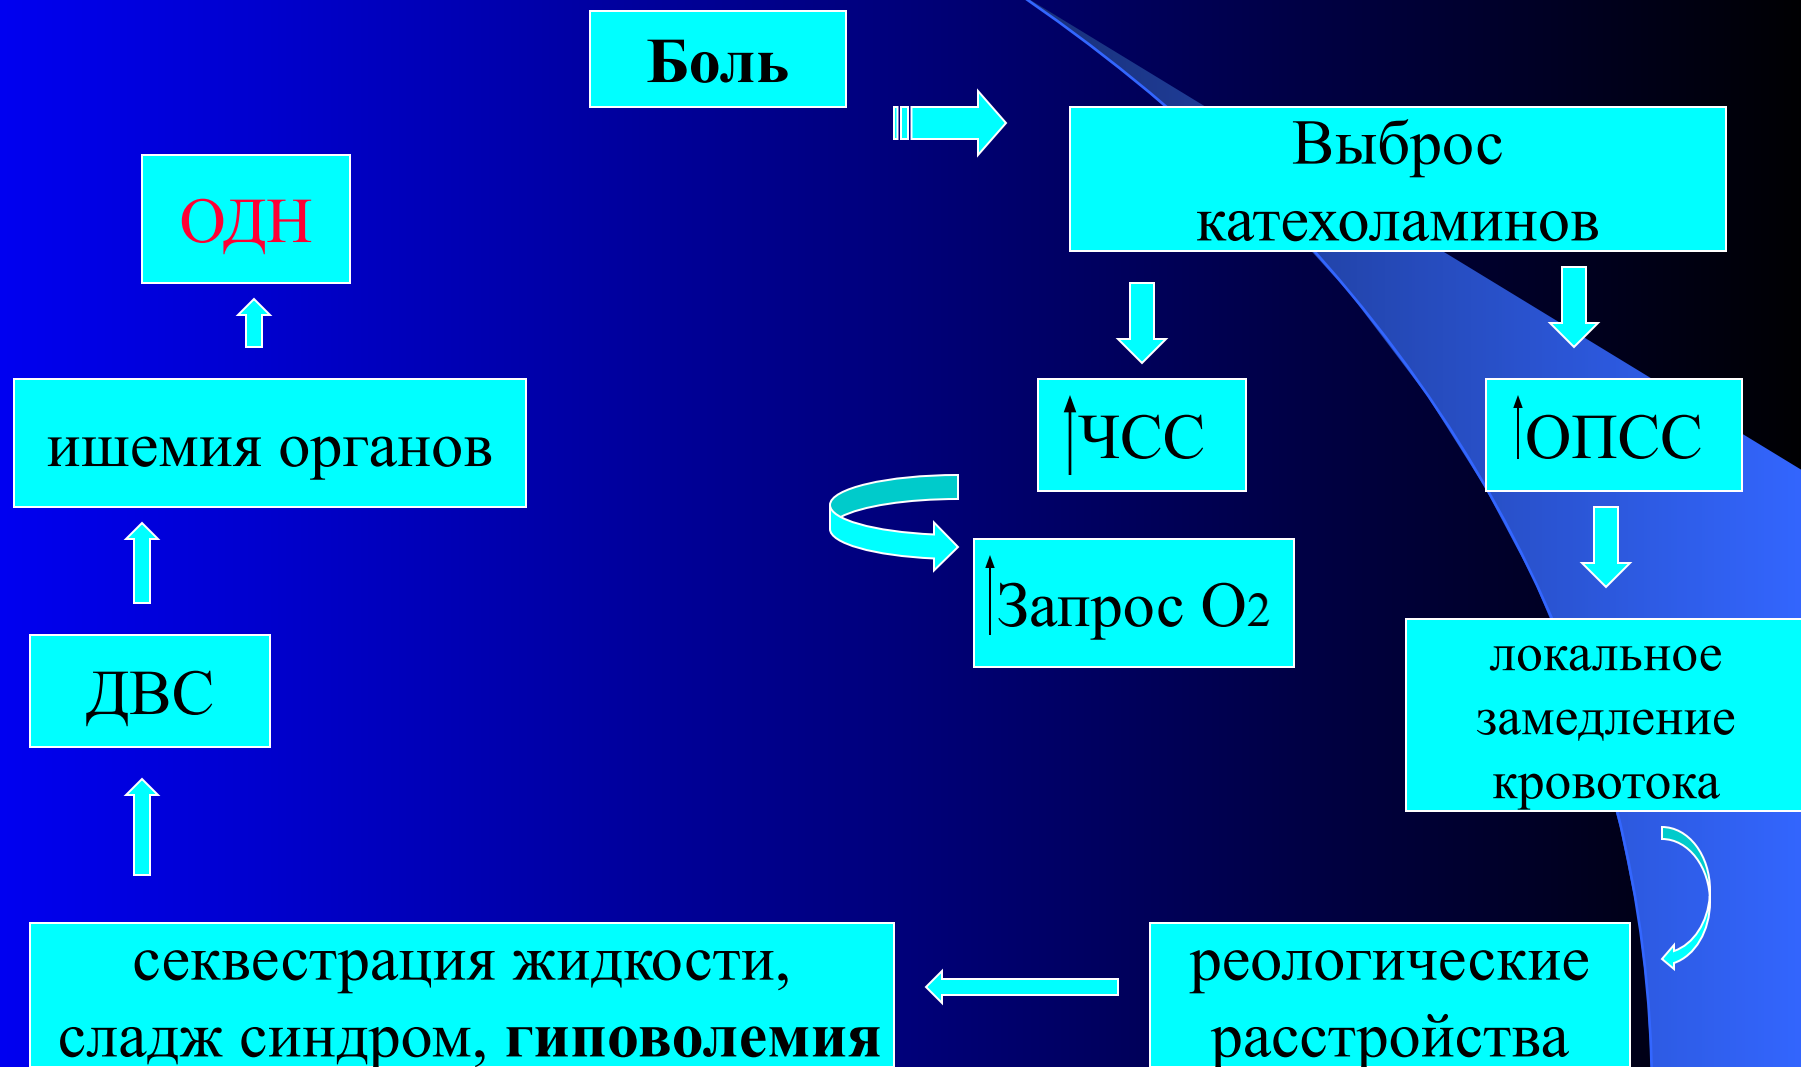 Боль
Выброс
катехоламинов
ОДН
ЧСС
ОПСС
ишемия органов
Запрос О2
локальное
замедление
кровотока
ДВС
секвестрация жидкости,
сладж синдром, гиповолемия
реологические
расстройства